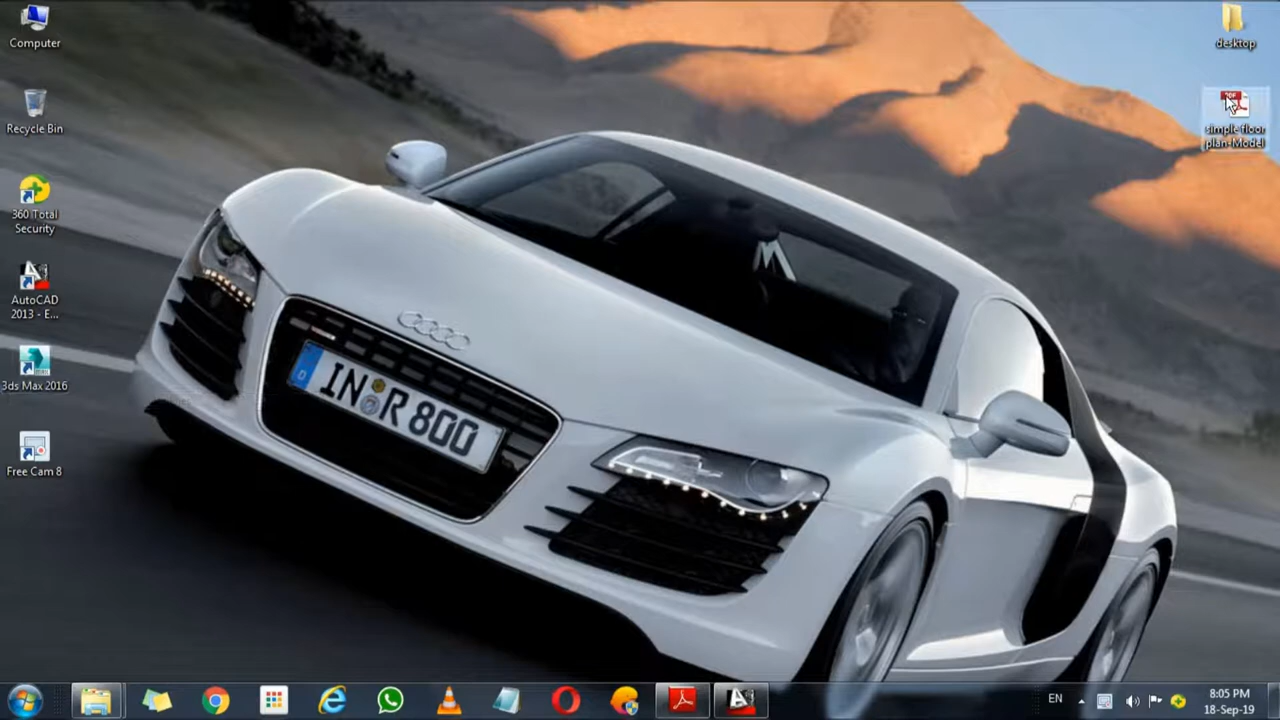 Computer
Recycle Bin
360 Total
Security
AutoCAD
2013 - E...
3ds Max 2016
Free Cam 8
desktop
PDF
simple floor
plan-Model
IN R 800
D
EN
8:05 PM
18-Sep-19